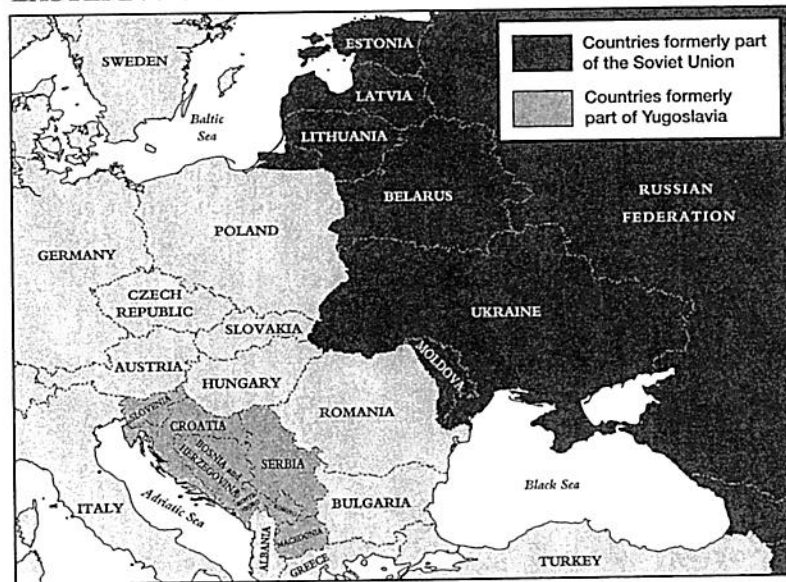 Countries formerly part
of the Soviet Union
Countries formerly
part of Yugoslavia
SWEDEN
Baltic
Sea
ESTONIA
LATVIA
LITHUANIA
BELARUS
RUSSIAN
FEDERATION
POLAND
GERMANY
CZECH
REPUBLIC
SLOVAKIA
UKRAINE
MOLDOVA
AUSTRIA
HUNGARY
ROMANIA
SLOVENIA
CROATIA
BOSNIA and
HERZEGOVINA
SERBIA
ITALY
Adriatic Sea
BULGARIA
Black Sea
ALBANIA
MACEDONIA
GREECE
TURKEY